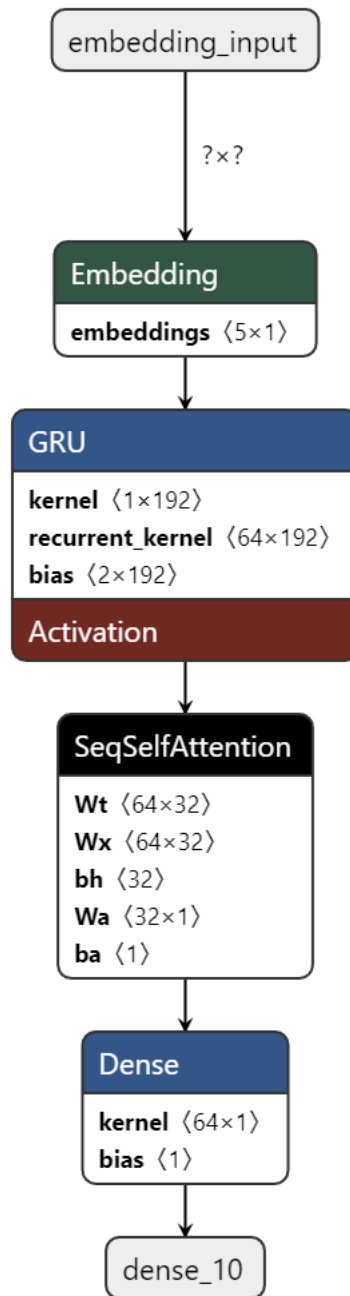 embedding_input
?×?
Embedding
embeddings 〈5×1〉
GRU
kernel 〈1×192〉
recurrent_kernel 〈64×192〉
bias 〈2×192〉
Activation
SeqSelfAttention
Wt 〈64×32〉
Wx 〈64×32〉
bh 〈32〉
Wa 〈32×1〉
ba 〈1〉
Dense
kernel 〈64×1〉
bias 〈1〉
dense_10